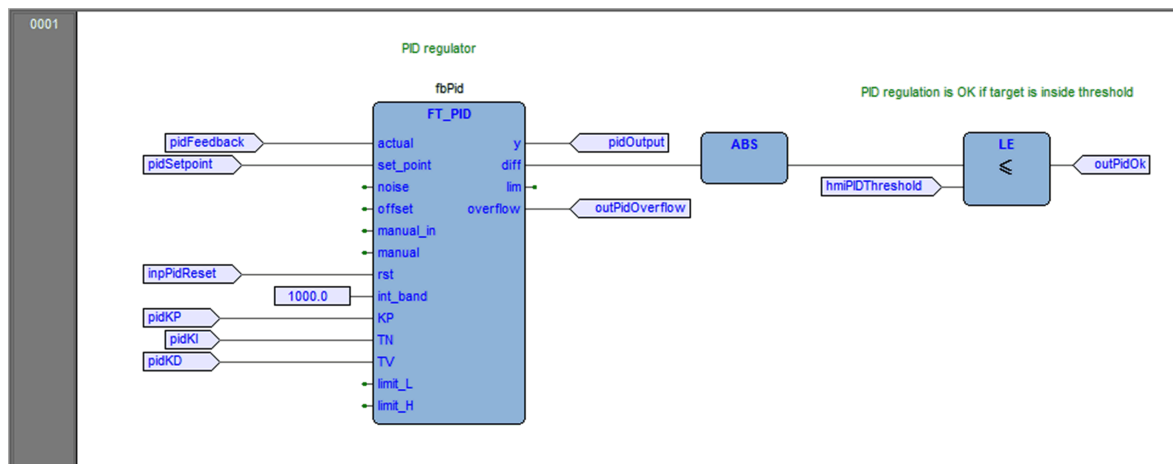 0001
PID regulator
fbPid
PID regulation is OK if target is inside threshold
FT_PID
ABS
LE
pidFeedback
actual
y
pidOutput
pidSetpoint
set_point
diff
≤
outPidOk
noise
lim
hmiPIDThreshold
offset
overflow
outPidOverflow
manual_in
manual
inpPidReset
rst
1000.0
int_band
pidKP
KP
pidKI
TN
pidKD
TV
limit_L
limit_H